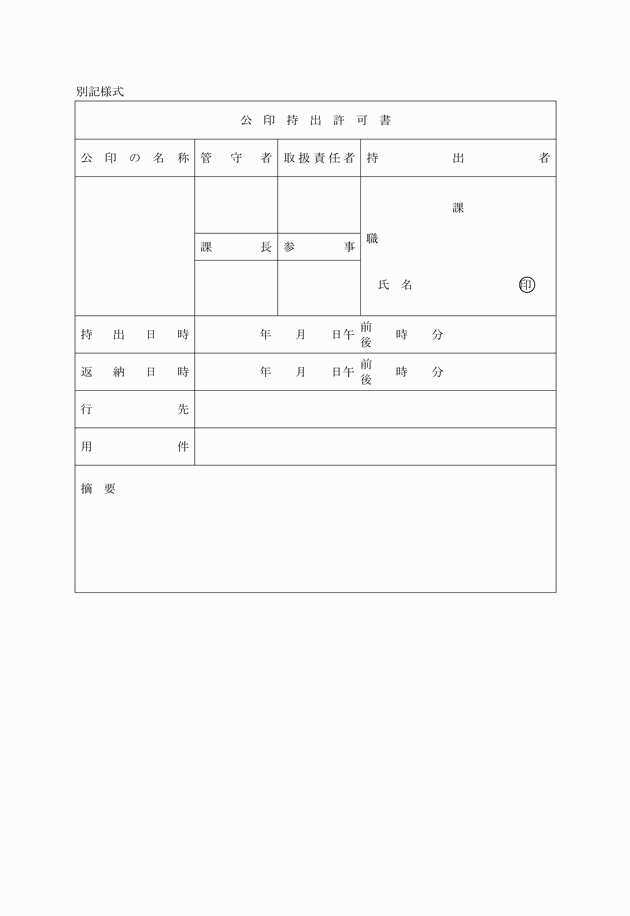 別記様式
公印持出許可書
公印の名称 管守者 取扱責任者 持出者
課
職
課長 参事
氏名 印
持出日時 年 月 日午前後 時 分
返納日時 年 月 日午前後 時 分
行先
用件
摘要